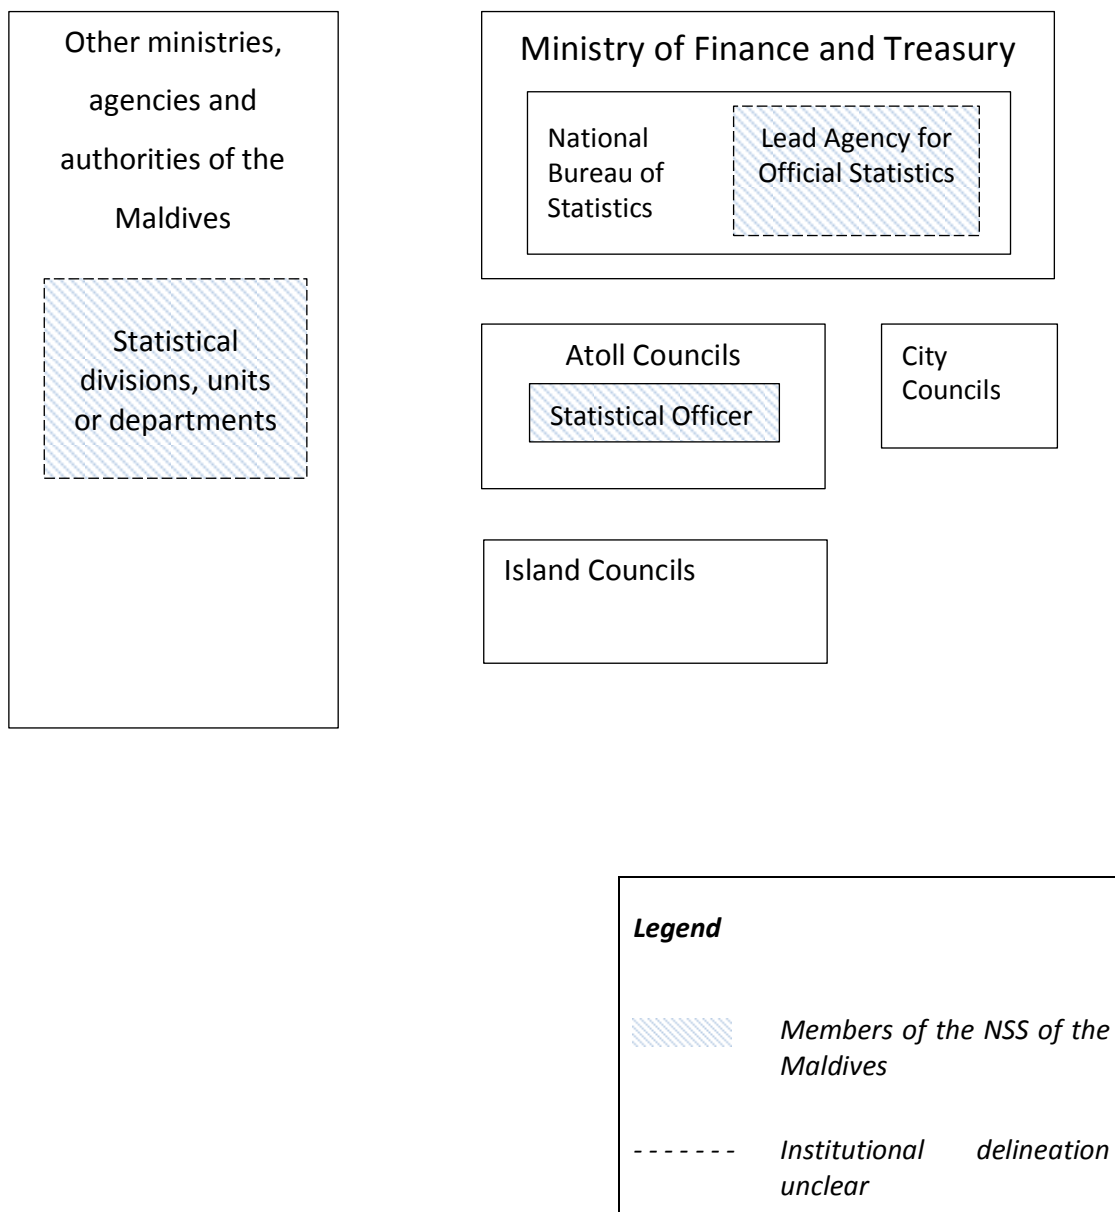 Other ministries,
agencies and
authorities of the
Maldives
Statistical
divisions, units
or departments
Ministry of Finance and Treasury
National
Bureau of
Statistics
Lead Agency for
Official Statistics
Atoll Councils
Statistical Officer
City
Councils
Island Councils
Legend
Members of the NSS of the
Maldives
Institutional delineation
unclear